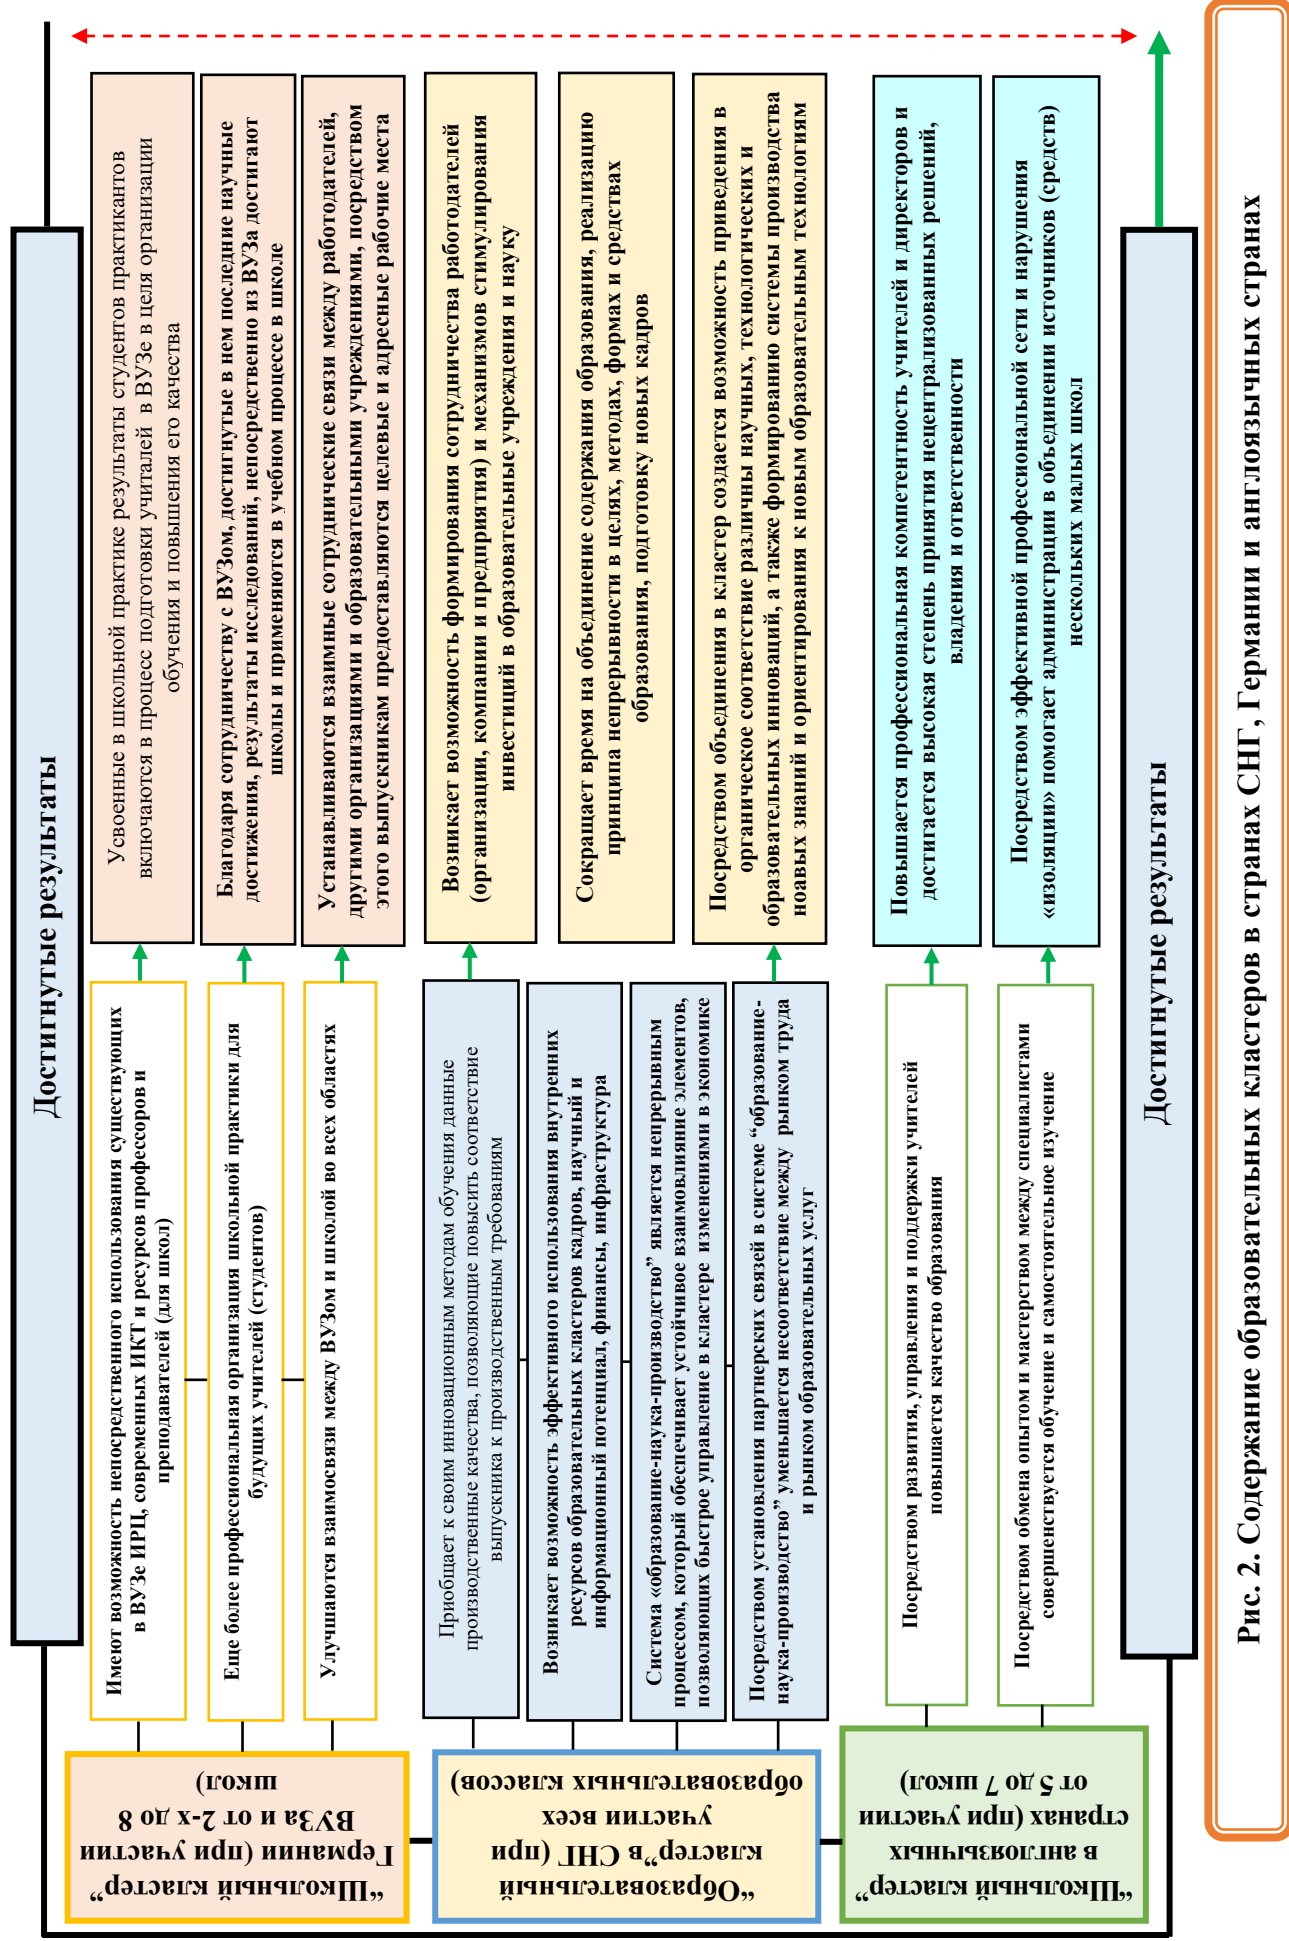 Достигнутые результаты
“Школьный кластер”
Германии (при участии
ВУЗа и от 2-х до 8
школ)
Имеют возможность непосредственного использования существующих
в ВУЗе ИРЦ, современных ИКТ и ресурсов профессоров и
преподавателей (для школ)
Усвоенные в школьной практике результаты студентов практикантов
включаются в процесс подготовки учиталей в ВУЗе в целя организации
обучения и повышения его качества
Еще более профессиональная организация школьной практики для
будущих учителей (студентов)
Благодаря сотрудничеству с ВУЗом, достигнутые в нем последние научные
достижения, результаты исследований, непосредственно из ВУЗа достигают
школы и применяются в учебном процессе в школе
Улучшаются взаимосвязи между ВУЗом и школой во всех областях
Устанавливаются взаимные сотруднические связи между работодателей,
другими организациями и образовательными учреждениями, посредством
этого выпускникам предоставляются целевые и адресные рабочие места
“Образовательный
кластер”в СНГ (при
участии всех
образовательных классов)
Приобщает к своим инновационным методам обучения данные
производственные качества, позволяющие повысить соответствие
выпускника к производственным требованиям
Возникает возможность эффективного использования внутренних
ресурсов образовательных кластеров кадров, научный и
информационный потенциал, финансы, инфраструктура
Система «образование-наука-производство” является непрерывным
процессом, который обеспечивает устойчивое взаимовлияние элементов,
позволяющих быстрое управление в кластере изменениями в экономике
Посредством установления партнерских связей в системе “образование-
наука-производство” уменьшается несоответствие между рынком труда
и рынком образовательных услуг
Возникает возможность формирования сотрудничества работодателей
(организации, компании и предприятия) и механизмов стимулирования
инвестиций в образовательные учреждения и науку
Сокращает время на объединение содержания образования, реализацию
принципа непрерывности в целях, методах, формах и средствах
образования, подготовку новых кадров
Посредством объединения в кластер создается возможность приведения в
органическое соответствие различны научных, технологических и
образовательных инноваций, а также формированию системы производства
ноавых знаний и ориентирования к новым образовательным технологиям
“Школьный кластер”
в англоязычных
странах (при участии
от 5 до 7 школ)
Посредством развития, управления и поддержки учителей
повышается качество образования
Повышается профессиональная компетентность учителей и директоров и
достигается высокая степень принятия нецентрализованных решений,
владения и ответственности
Посредством обмена опытом и мастерством между специалистами
совершенствуется обучение и самостоятельное изучение
Посредством эффективной профессиональной сети и нарушения
«изоляции» помогает администрации в объединении источников (средств)
нескольких малых школ
Достигнутые результаты
Рис. 2. Содержание образовательных кластеров в странах СНГ, Германии и англоязычных странах